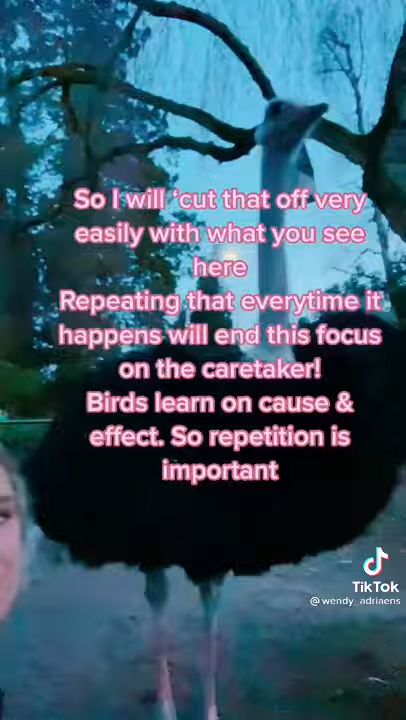 So I will ‘cut that off very
easily with what you see
here
Repeating that everytime it
happens will end this focus
on the caretaker!
Birds learn on cause &
effect. So repetition is
important
TikTok
@wendy_adriaens